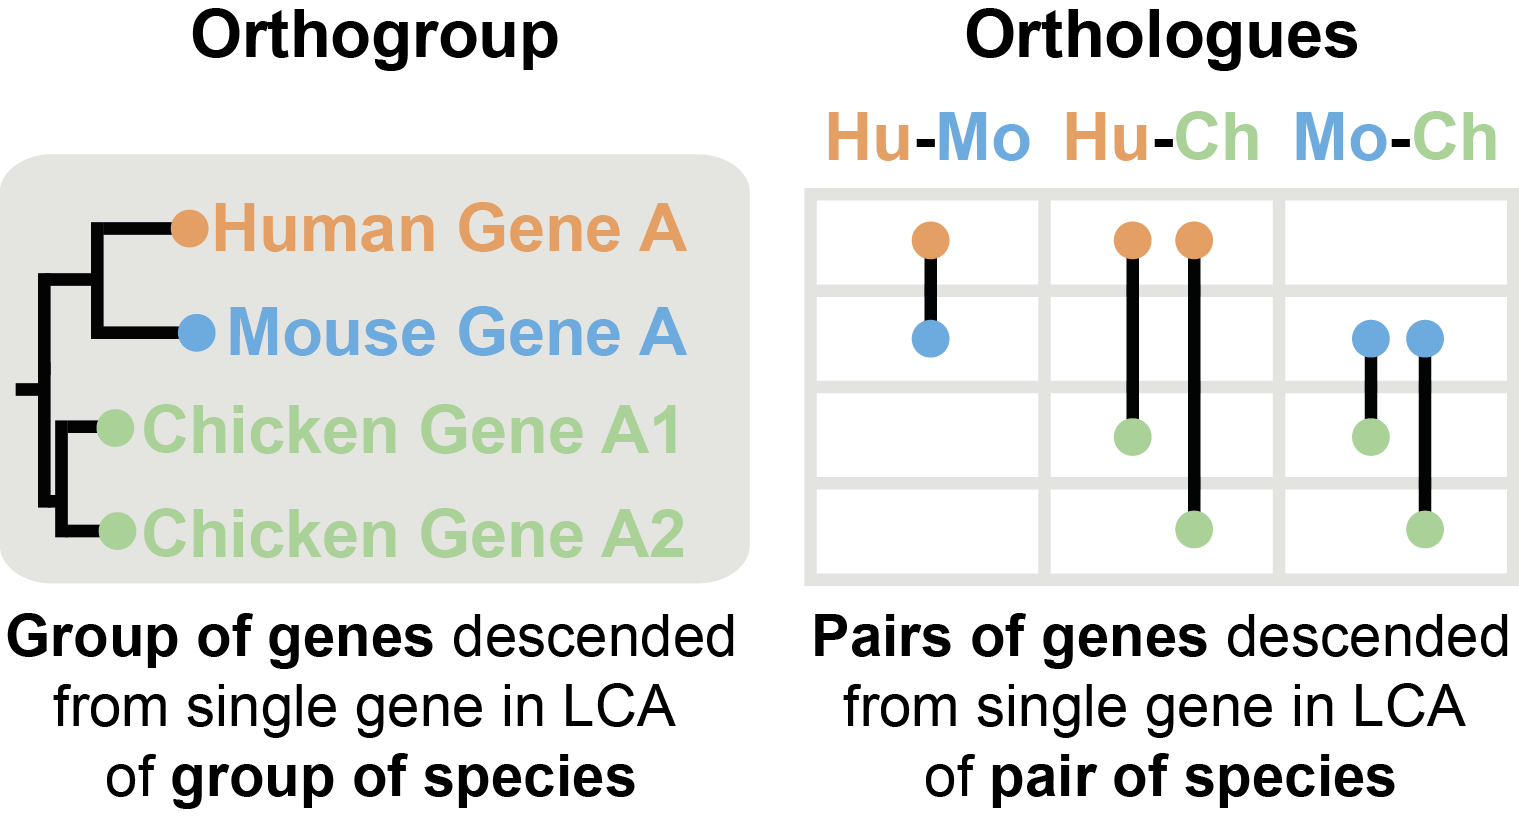 Orthogroup
Human Gene A
Mouse Gene A
Chicken Gene A1
Chicken Gene A2
Group of genes descended
from single gene in LCA
of group of species
Orthologues
Hu-Mo Hu-Ch Mo-Ch
Pairs of genes descended
from single gene in LCA
of pair of species